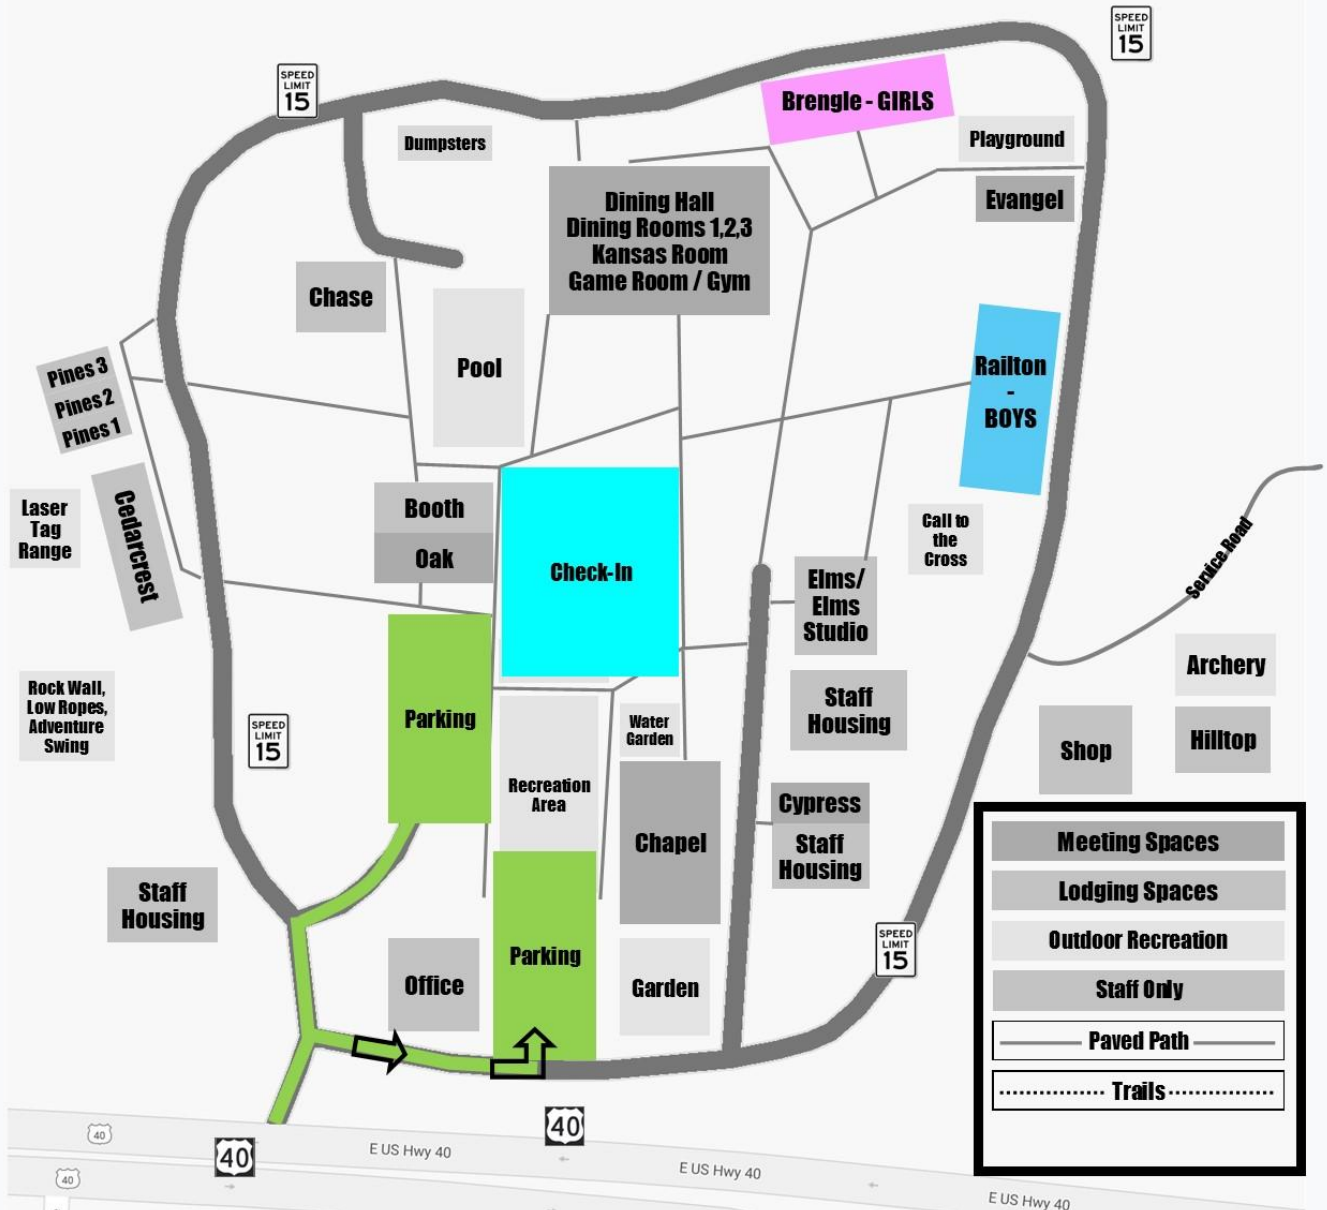 SPEED
LIMIT
15
SPEED
LIMIT
15
Brengle - GIRLS
Dumpsters
Playground
Dining Hall
Dining Rooms 1,2,3
Kansas Room
Game Room / Gym
Evangel
Chase
Pool
Railton
-
BOYS
Pines 3
Pines 2
Pines 1
Cedarcrest
Laser
Tag
Range
Booth
Oak
Check-In
Call to
the
Cross
Service Road
Elms/
Elms
Studio
Archery
Rock Wall,
Low Ropes,
Adventure
Swing
SPEED
LIMIT
15
Parking
Water
Garden
Staff
Housing
Shop
Hilltop
Recreation
Area
Chapel
Cypress
Staff
Housing
Staff
Housing
Office
Parking
Garden
SPEED
LIMIT
15
Meeting Spaces
Lodging Spaces
Outdoor Recreation
Staff Only
Paved Path
Trails
40
40
40
E US Hwy 40
E US Hwy 40
40
E US Hwy 40